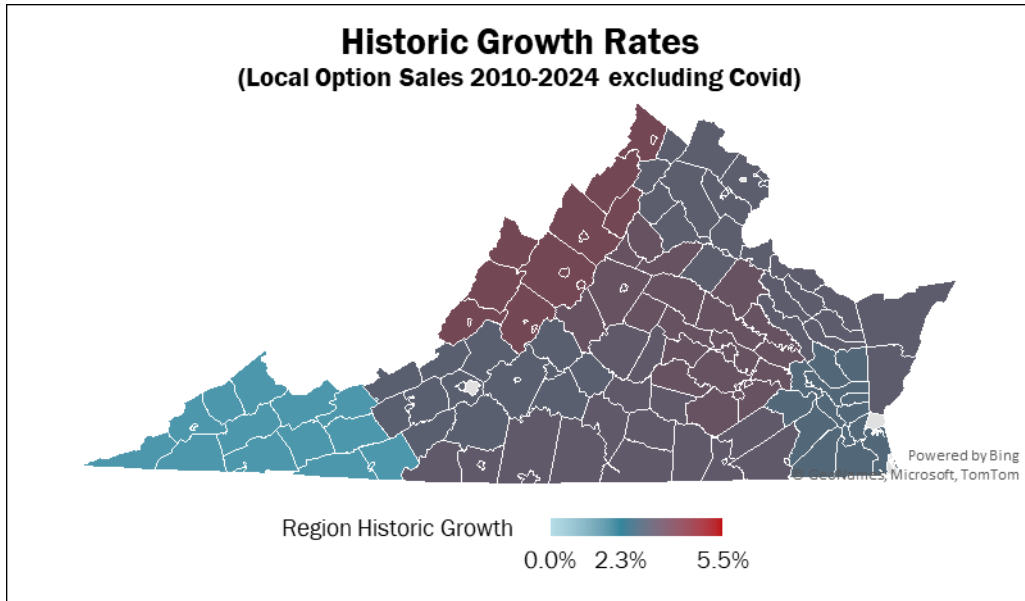 Historic Growth Rates
(Local Option Sales 2010-2024 excluding Covid)
Powered by Bing
© GeoNames, Microsoft, TomTom
Region Historic Growth
0.0% 2.3% 5.5%